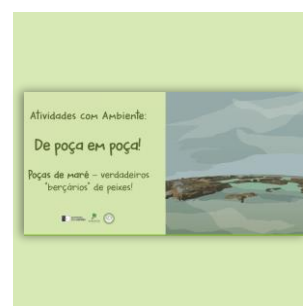 Atividades com Ambiente:
De poça em poça!
Poças de maré – verdadeiros
"berçários" de peixes!